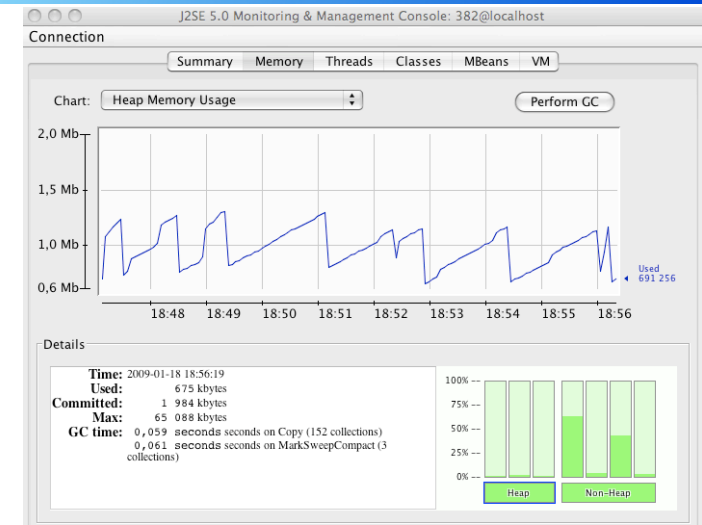 J2SE 5.0 Monitoring & Management Console: 382@localhost
Connection
Summary Memory Threads Classes MBeans VM
Chart: Heap Memory Usage Perform GC
2,0 Mb
1,5 Mb
1,0 Mb
0,6 Mb
Used
691 256
18:48 18:49 18:50 18:51 18:52 18:53 18:54 18:55 18:56
Details
Time: 2009-01-18 18:56:19
Used: 675 kbytes
Committed: 1 984 kbytes
Max: 65 088 kbytes
GC time: 0,059 seconds seconds on Copy (152 collections)
0,061 seconds seconds on MarkSweepCompact (3
collections)
100% --
75% --
50% --
25% --
0% --
Heap Non-Heap